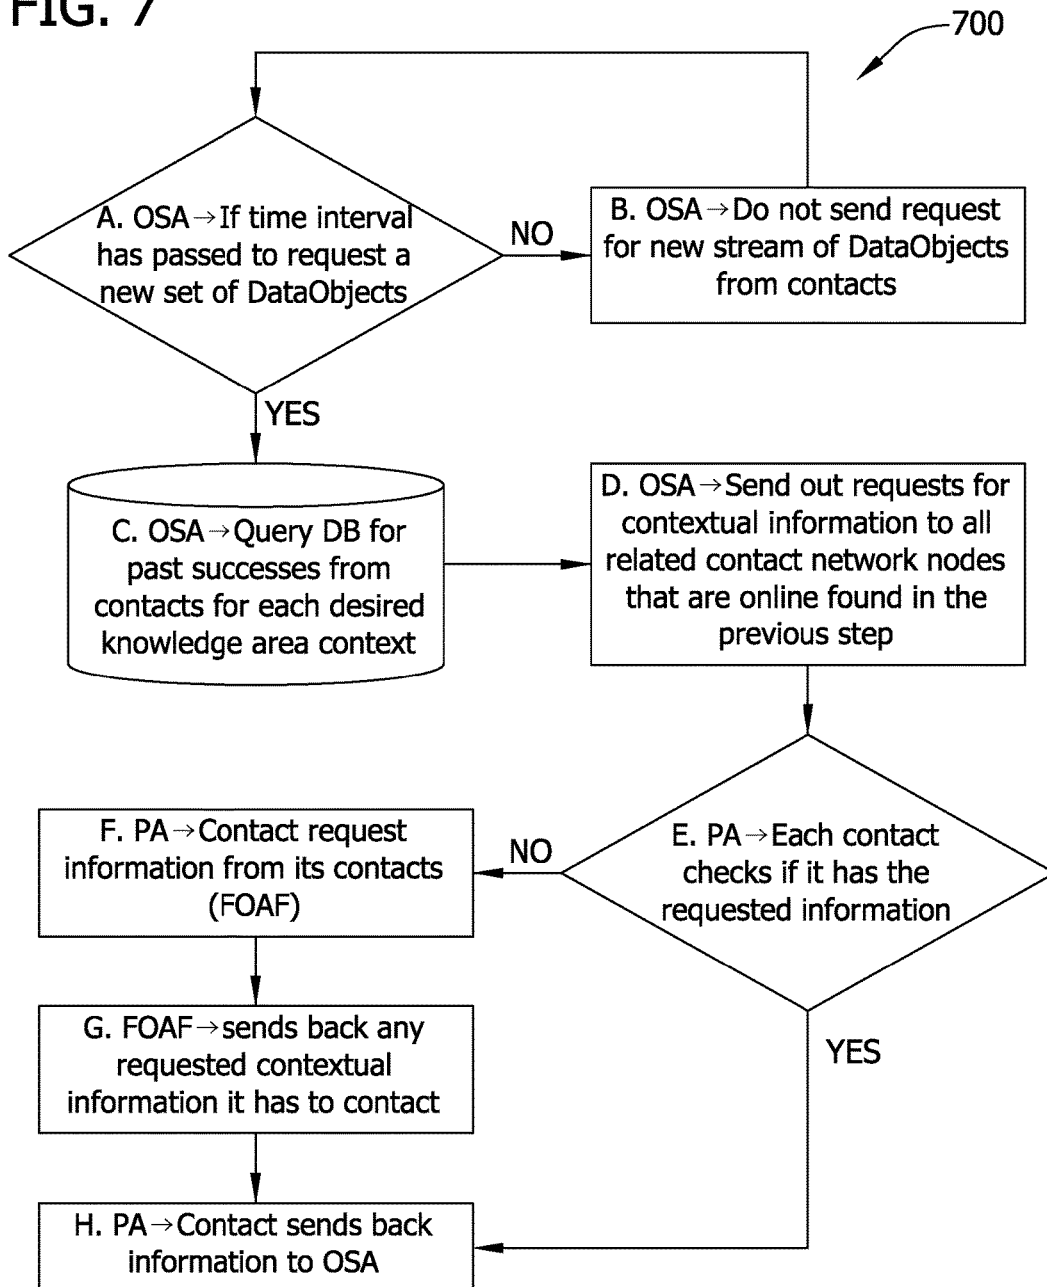 FIG. 7
700
A. OSA→If time interval
has passed to request a
new set of DataObjects
NO
B. OSA→Do not send request
for new stream of DataObjects
from contacts
YES
C. OSA→Query DB for
past successes from
contacts for each desired
knowledge area context
D. OSA→Send out requests for
contextual information to all
related contact network nodes
that are online found in the
previous step
E. PA→Each contact
checks if it has the
requested information
NO
F. PA→Contact request
information from its contacts
(FOAF)
G. FOAF→sends back any
requested contextual
information it has to contact
YES
H. PA→Contact sends back
information to OSA